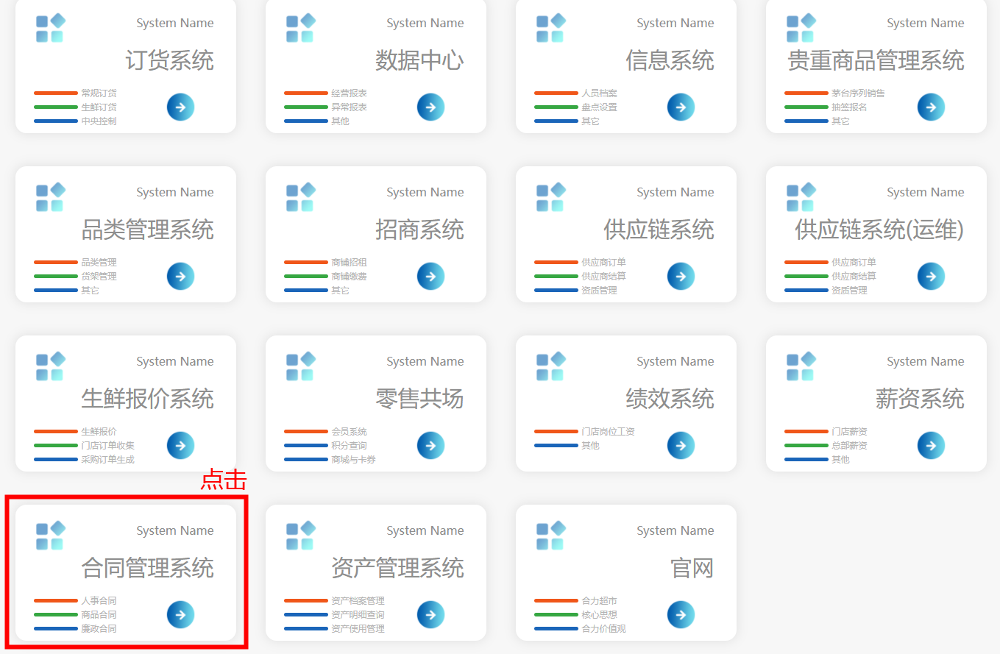 System Name
订货系统
常规订货
生鲜订货
中央控制
System Name
数据中心
经营报表
异常报表
其他
System Name
信息系统
人员档案
盘点设置
其它
System Name
贵重商品管理系统
茅台序列销售
抽签报名
其它
System Name
品类管理系统
品类管理
货架管理
其它
System Name
招商系统
商铺招租
商铺缴费
其它
System Name
供应链系统
供应商订单
供应商结算
资质管理
System Name
供应链系统(运维)
供应商订单
供应商结算
资质管理
System Name
生鲜报价系统
生鲜报价
门店订单收集
采购订单生成
System Name
零售共场
会员系统
积分查询
商城与卡券
System Name
绩效系统
门店岗位工资
其他
System Name
薪资系统
门店薪资
总部薪资
其他
点击
System Name
合同管理系统
人事合同
商品合同
廉政合同
System Name
资产管理系统
资产档案管理
资产明细查询
资产使用管理
System Name
官网
合力超市
核心思想
合力价值观